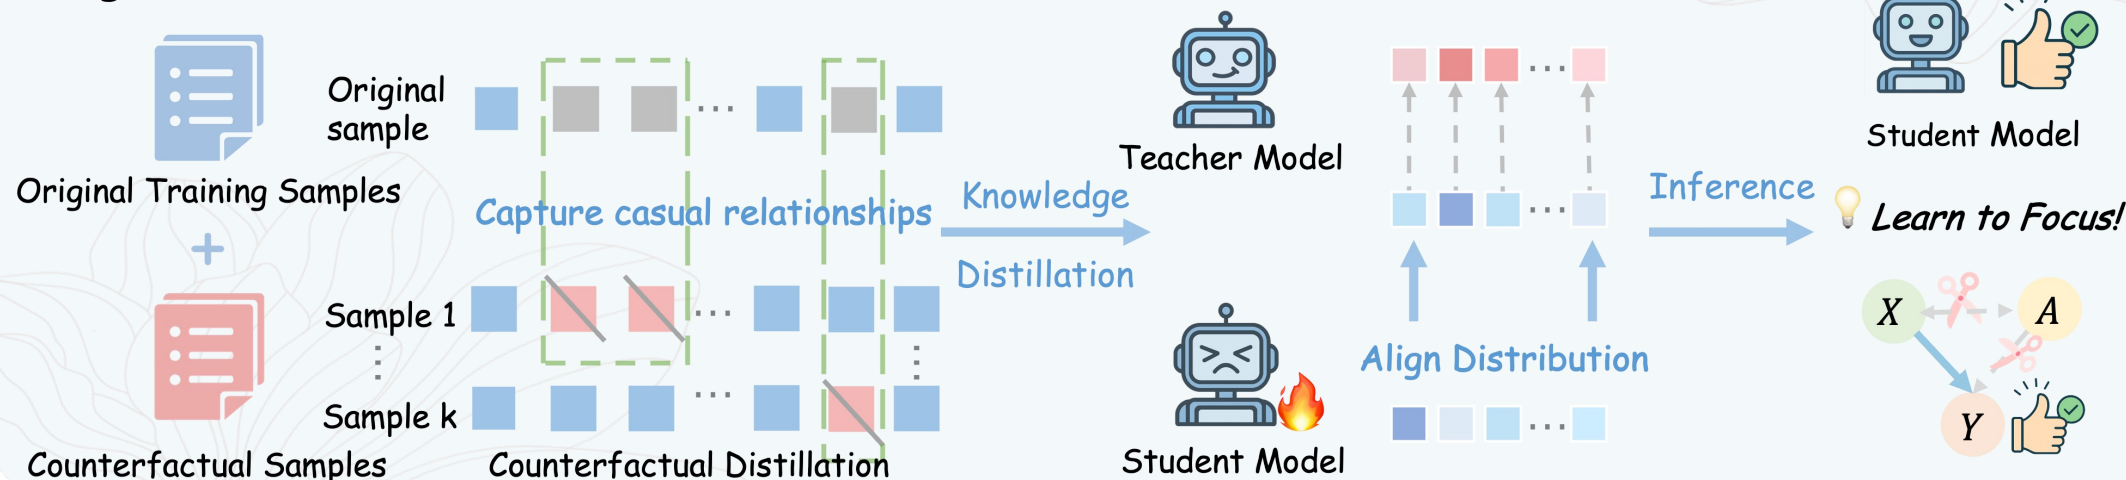 Original
sample
Original Training Samples
+
Capture casual relationships
Sample 1
Sample k
Counterfactual Samples
Counterfactual Distillation
Knowledge
Distillation
Teacher Model
Student Model
Align Distribution
Inference
Student Model
Learn to Focus!
X
A
Y